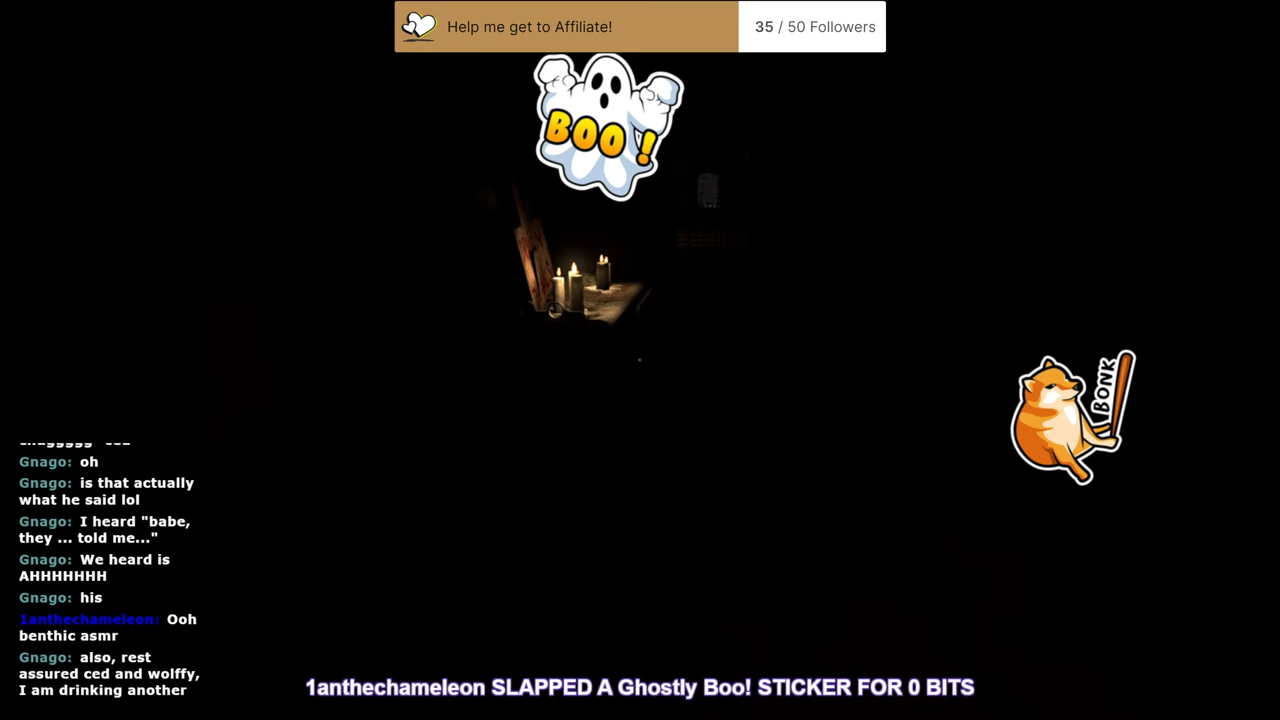 Help me get to Affiliate!
35 / 50 Followers
BOO!
BONK
Gnago: oh
Gnago: is that actually
what he said lol
Gnago: I heard "babe,
they ... told me..."
Gnago: We heard is
AHHHHHHH
Gnago: his
1anthechameleon: Ooh
benthic asmr
Gnago: also, rest
assured ced and wolffy,
I am drinking another
1anthechameleon SLAPPED A Ghostly Boo! STICKER FOR 0 BITS